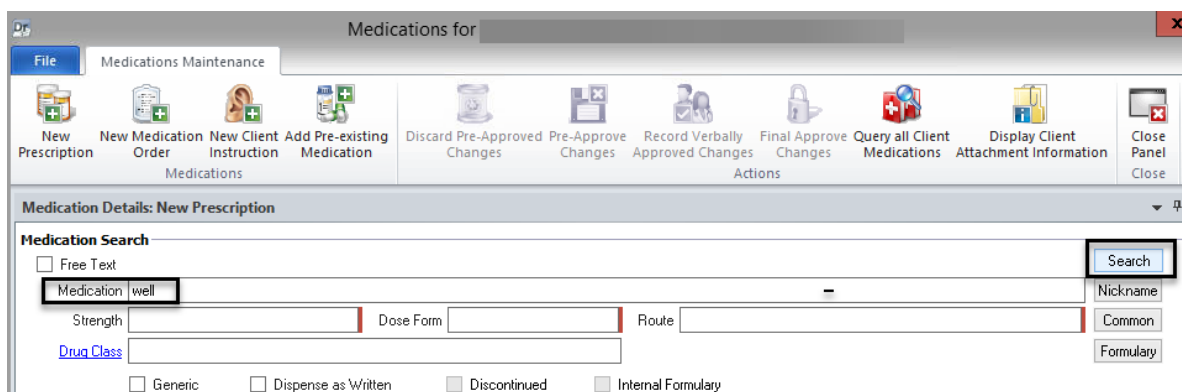 Dr
Medications for
x
File Medications Maintenance
New Prescription
New Medication Order
New Client Instruction
Add Pre-existing Medication
Medications
Discard Pre-Approved Changes
Pre-Approve Changes
Record Verbally Approved Changes
Final Approve Changes
Query all Client Medications
Display Client Attachment Information
Actions
Close Panel
Close
Medication Details: New Prescription
Medication Search
Free Text Search
Medication well Nickname
Strength Dose Form Route Common
Drug Class Formulary
Generic Dispense as Written Discontinued Internal Formulary